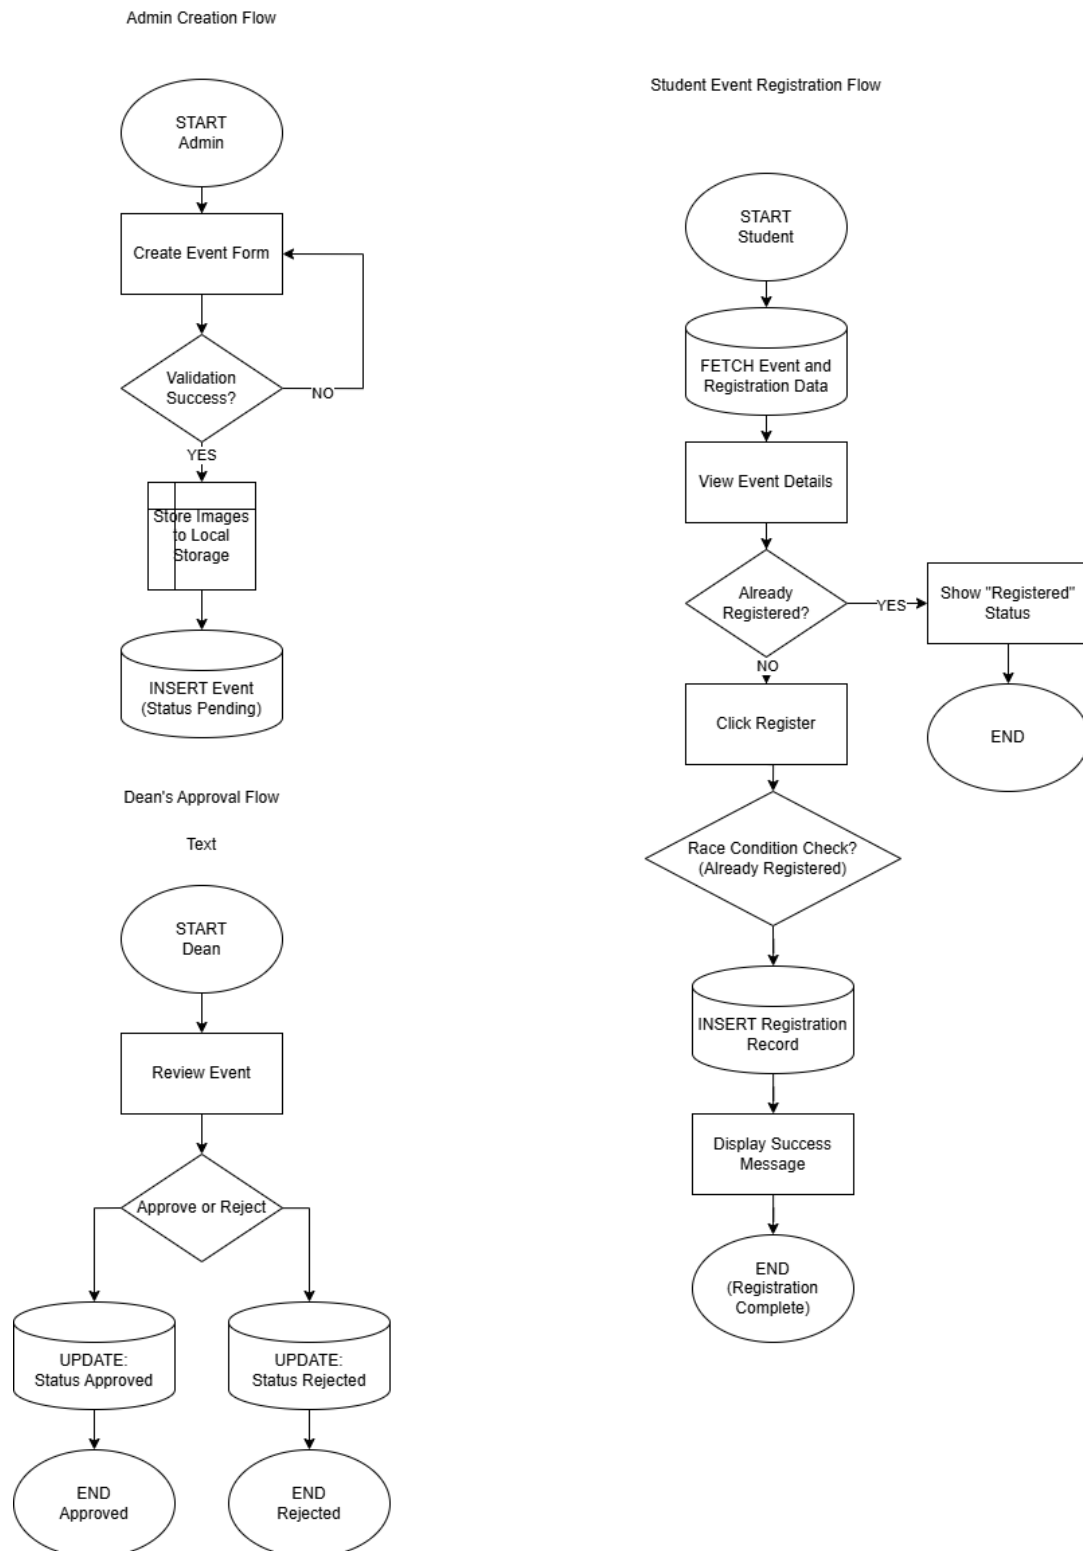 Admin Creation Flow
START
Admin
Create Event Form
Validation
Success?
NO
YES
Store Images
to Local
Storage
INSERT Event
(Status Pending)
Dean's Approval Flow
Text
START
Dean
Review Event
Approve or Reject
UPDATE:
Status Approved
UPDATE:
Status Rejected
END
Approved
END
Rejected
Student Event Registration Flow
START
Student
FETCH Event and
Registration Data
View Event Details
Already
Registered?
YES
Show "Registered"
Status
END
NO
Click Register
Race Condition Check?
(Already Registered)
INSERT Registration
Record
Display Success
Message
END
(Registration
Complete)